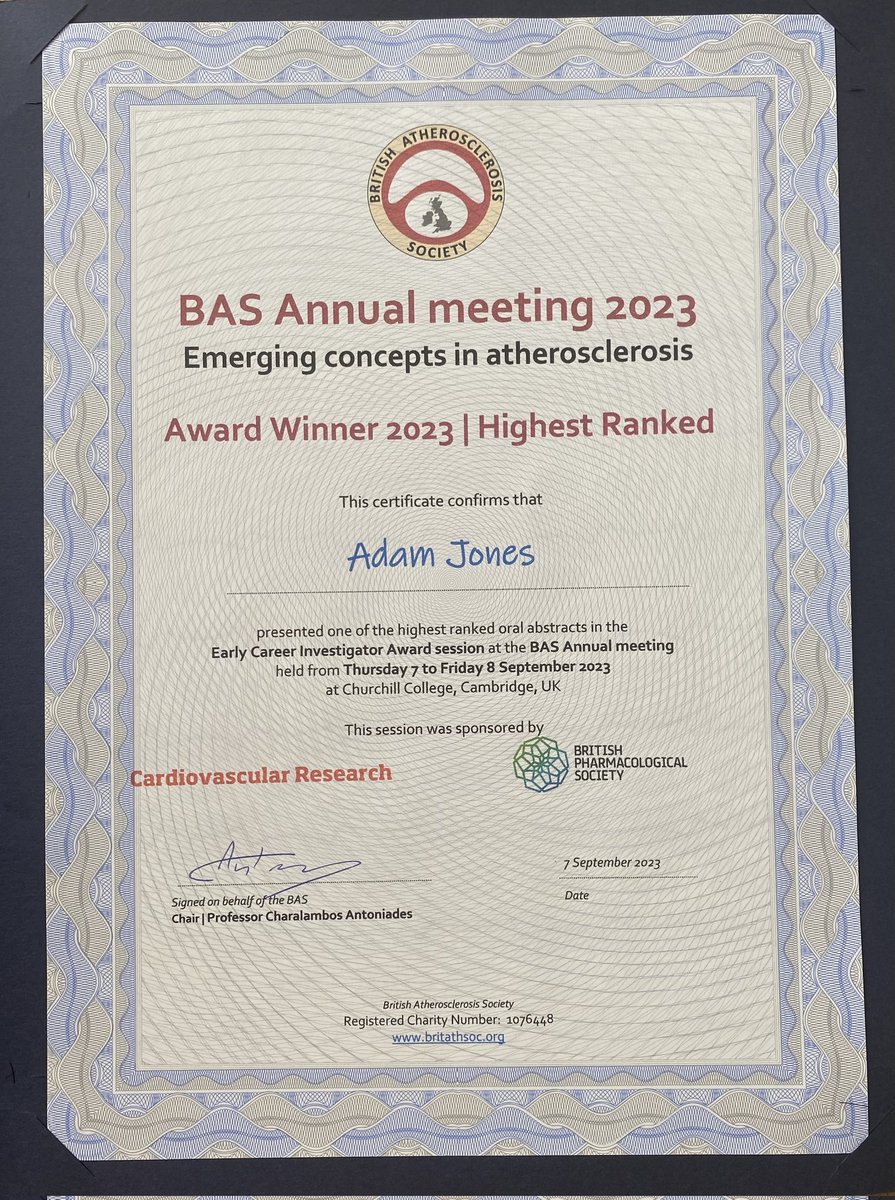 BRITISH ATHEROSCLEROSIS
SOCIETY
BAS Annual meeting 2023
Emerging concepts in atherosclerosis
Award Winner 2023 | Highest Ranked
This certificate confirms that
Adam Jones
presented one of the highest ranked oral abstracts in the
Early Career Investigator Award session at the BAS Annual meeting
held from Thursday 7 to Friday 8 September 2023
at Churchill College, Cambridge, UK
This session was sponsored by
Cardiovascular Research
BRITISH
PHARMACOLOGICAL
SOCIETY
7 September 2023
Signed on behalf of the BAS
Chair | Professor Charalambos Antoniades
Date
British Atherosclerosis Society
Registered Charity Number: 1076448
www.britathsoc.org